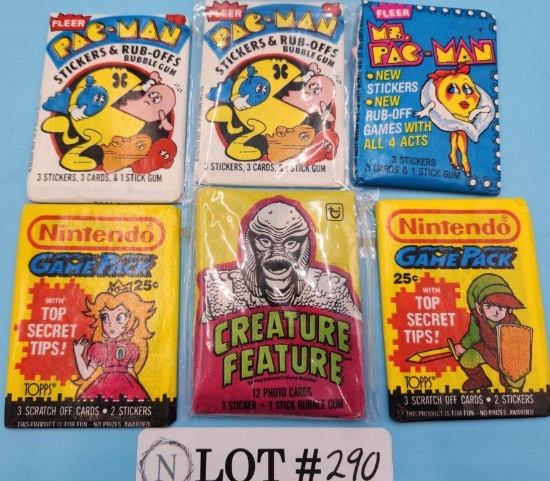 FLEER
PAC-MAN
STICKERS & RUB-OFFS
BUBBLE GUM
3 STICKERS, 3 CARDS, & 1 STICK GUM
FLEER
PAC-MAN
STICKERS & RUB-OFFS
BUBBLE GUM
3 STICKERS, 3 CARDS, & 1 STICK GUM
FLEER
MS.
PAC-MAN
• NEW
STICKERS
• NEW
RUB-OFF
GAMES WITH
ALL 4 ACTS
3 STICKERS
3 CARDS & 1 STICK GUM
Nintendo
GAME PACK
25¢
WITH
TOP
SECRET
TIPS!
TOPPS
3 SCRATCH OFF CARDS • 2 STICKERS
THIS PRODUCT IS FOR FUN - NO PRIZES AWARDED
Topps
CREATURE
FEATURE
12 PHOTO CARDS
1 STICKER • 1 STICK BUBBLE GUM
Nintendo
GAME PACK
25¢
WITH
TOP
SECRET
TIPS!
TOPPS
3 SCRATCH OFF CARDS • 2 STICKERS
THIS PRODUCT IS FOR FUN - NO PRIZES AWARDED
N LOT #290